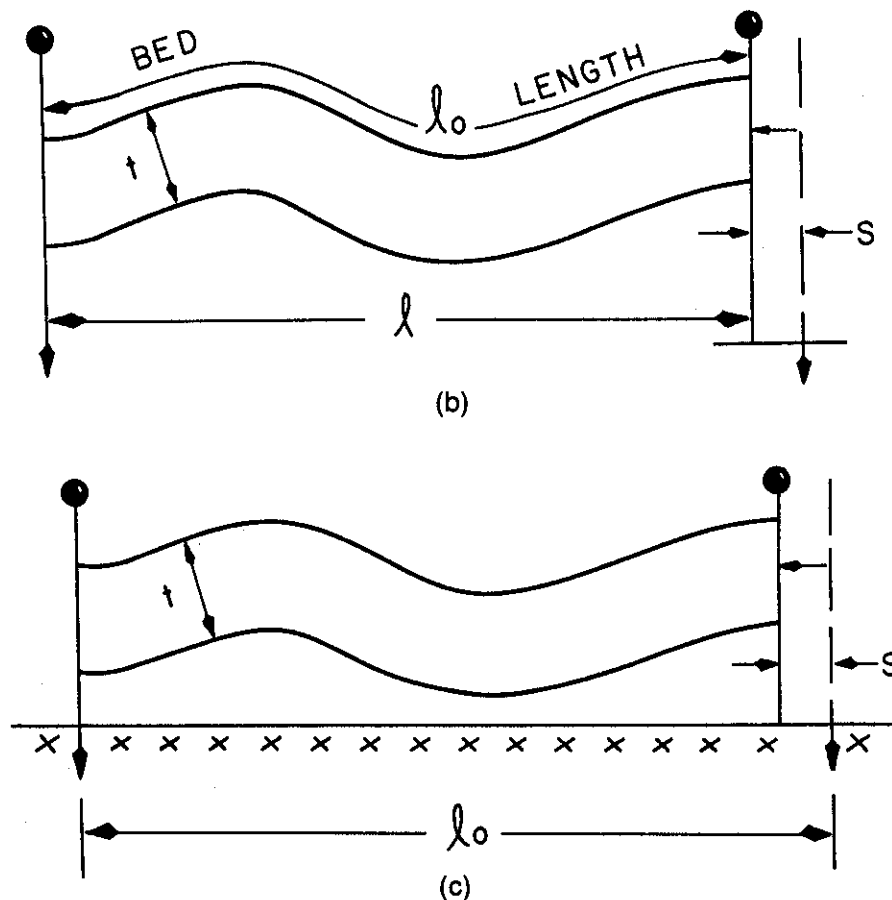 BED LENGTH
l₀
t
S
l
(b)
t
S
x x x x x x x x x x x x x x x x
l₀
(c)